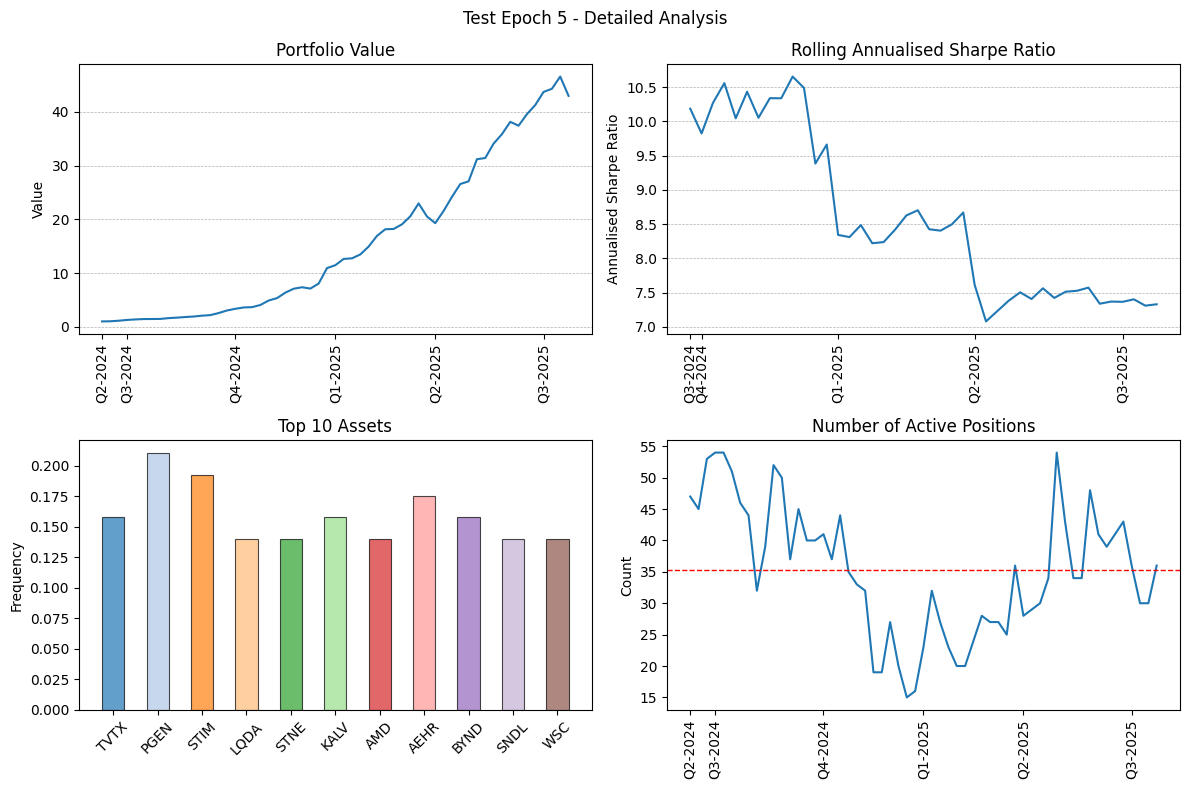 Test Epoch 5 - Detailed Analysis
Portfolio Value
Value
40
30
20
10
0
Q2-2024
Q3-2024
Q4-2024
Q1-2025
Q2-2025
Q3-2025
Rolling Annualised Sharpe Ratio
Annualised Sharpe Ratio
10.5
10.0
9.5
9.0
8.5
8.0
7.5
7.0
Q3-2024
Q4-2024
Q1-2025
Q2-2025
Q3-2025
Top 10 Assets
Frequency
0.200
0.175
0.150
0.125
0.100
0.075
0.050
0.025
0.000
TVTX
PGEN
STIM
LQDA
STNE
KALV
AMD
AEHR
BYND
SNDL
WSC
Number of Active Positions
Count
55
50
45
40
35
30
25
20
15
Q2-2024
Q3-2024
Q4-2024
Q1-2025
Q2-2025
Q3-2025